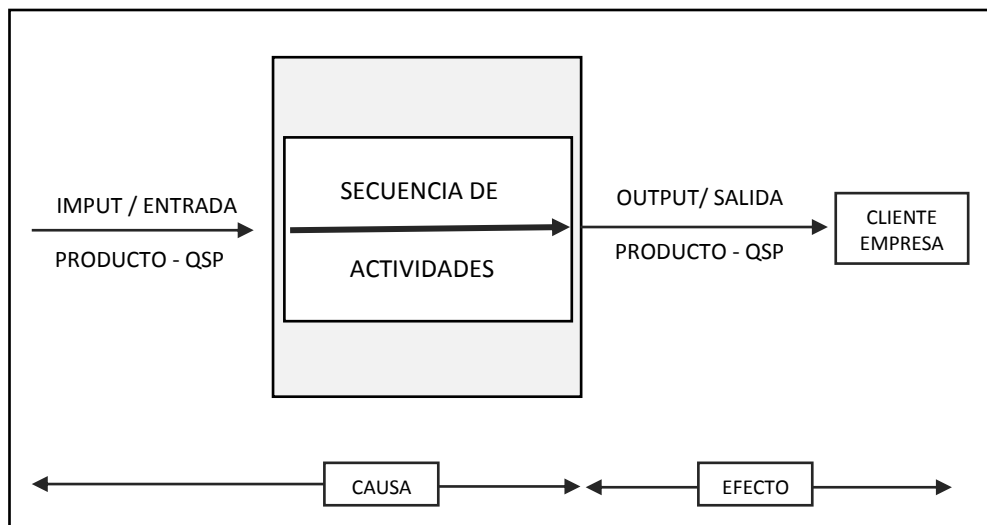 IMPUT / ENTRADA
PRODUCTO - QSP
SECUENCIA DE
ACTIVIDADES
OUTPUT/ SALIDA
PRODUCTO - QSP
CLIENTE
EMPRESA
CAUSA
EFECTO